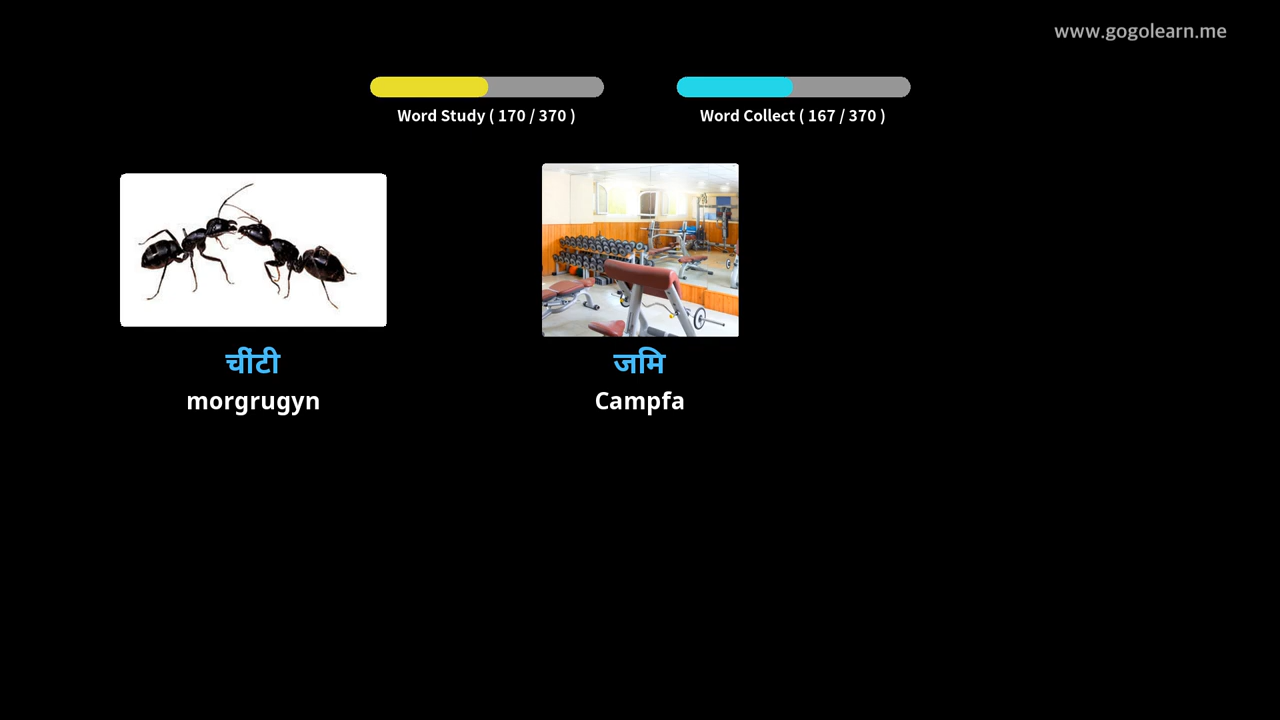 www.gogolearn.me
Word Study ( 170 / 370 )
Word Collect ( 167 / 370 )
चींटी
morgrugyn
जमि
Campfa